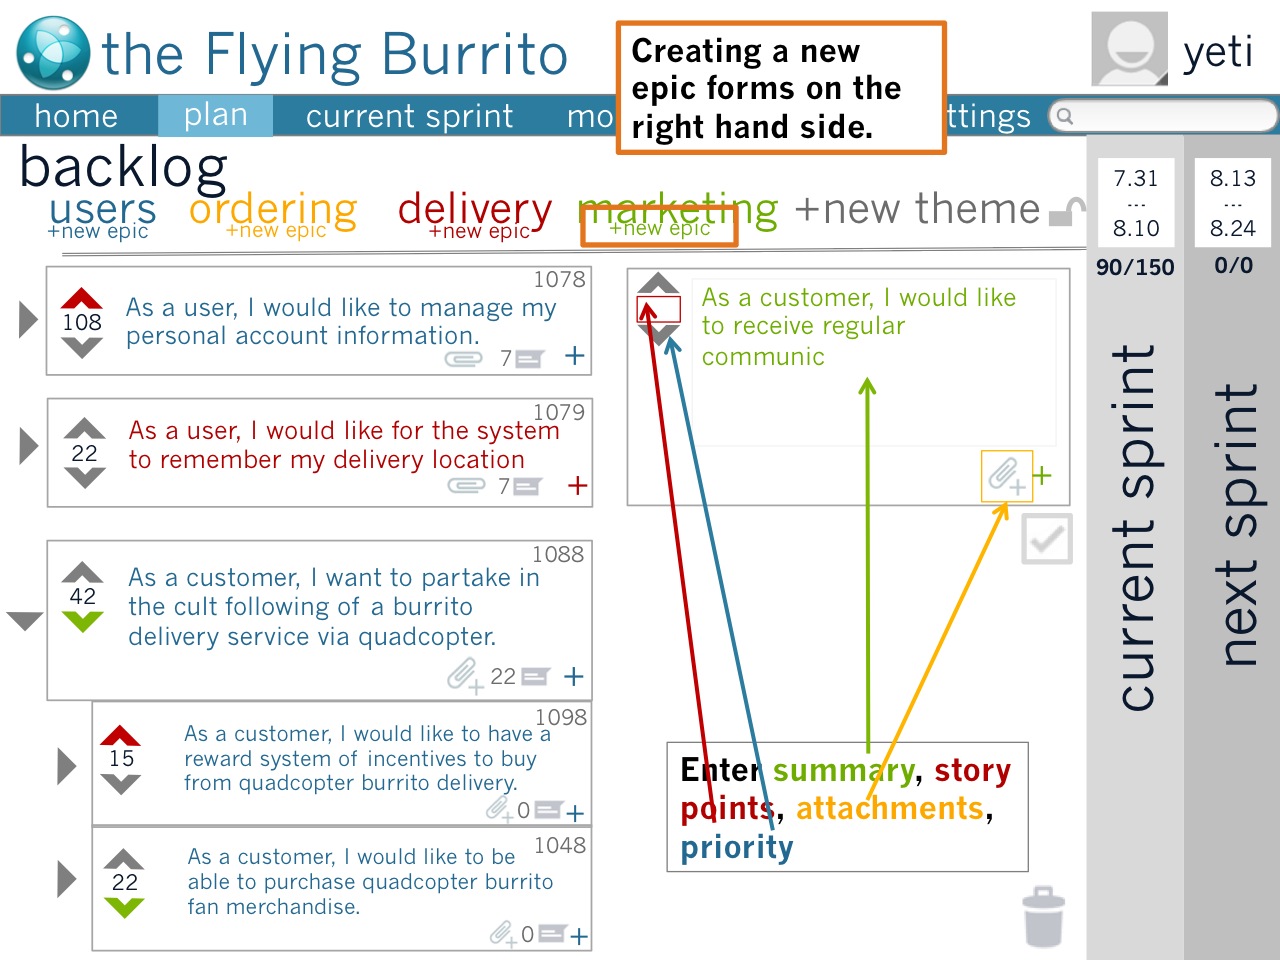 the Flying Burrito
Creating a new
epic forms on the
right hand side.
yeti
home plan current sprint mo ttings
backlog
users ordering delivery marketing +new theme
+new epic +new epic +new epic +new epic
7.31
...
8.10
90/150
8.13
...
8.24
0/0
current sprint
next sprint
1078
108
As a user, I would like to manage my
personal account information.
7 +
1079
22
As a user, I would like for the system
to remember my delivery location
7 +
1088
42
As a customer, I want to partake in
the cult following of a burrito
delivery service via quadcopter.
22 +
1098
15
As a customer, I would like to have a
reward system of incentives to buy
from quadcopter burrito delivery.
0 +
1048
22
As a customer, I would like to be
able to purchase quadcopter burrito
fan merchandise.
0 +
As a customer, I would like
to receive regular
communic
+
Enter summary, story
points, attachments,
priority